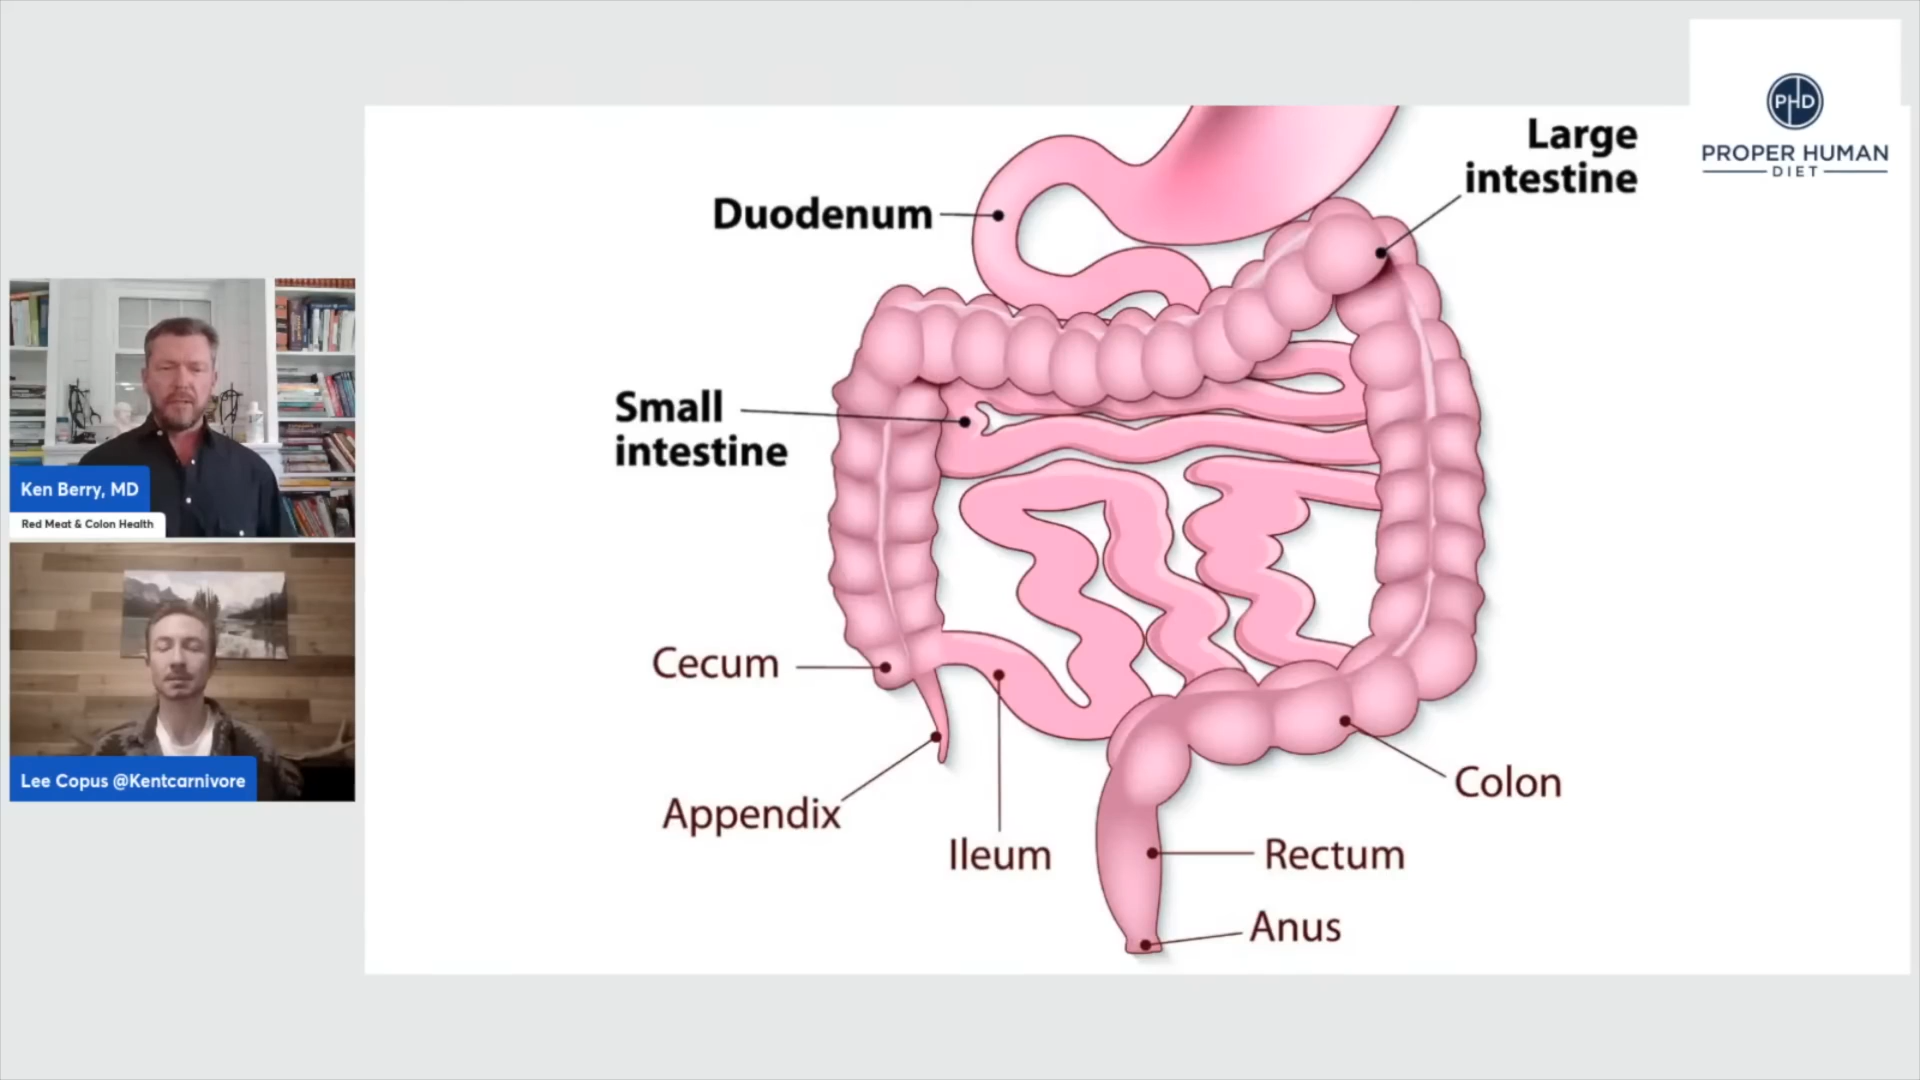 PHD
PROPER HUMAN
DIET
Large
intestine
Duodenum
Small
intestine
Cecum
Appendix
Ileum
Colon
Rectum
Anus
Ken Berry, MD
Red Meat & Colon Health
Lee Copus @Kentcarnivore